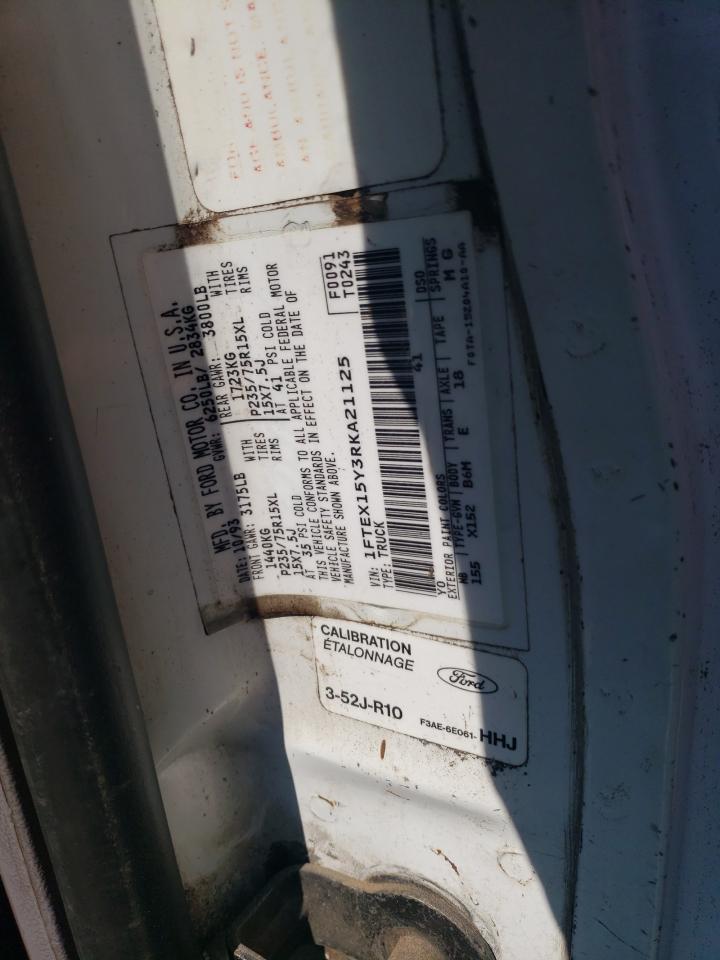 AMBULANCE.
MFD. BY FORD MOTOR CO. IN U.S.A.
DATE: 10/93 GVWR: 6250LB/ 2834KG
FRONT GAWR: 3175LB REAR GAWR: 3800LB
1440KG WITH 1723KG WITH
P235/75R15XL TIRES P235/75R15XL TIRES
15X7.5J RIMS 15X7.5J RIMS
AT 35 PSI COLD AT 41 PSI COLD
THIS VEHICLE CONFORMS TO ALL APPLICABLE FEDERAL MOTOR
VEHICLE SAFETY STANDARDS IN EFFECT ON THE DATE OF
MANUFACTURE SHOWN ABOVE.
F0091
T0243
VIN: 1FTEX15Y3RKA21125
TYPE: TRUCK
YO 41
EXTERIOR PAINT COLORS DSO
WB TYPE-GVW BODY TRANS AXLE TAPE SPRINGS
155 X152 B6M E 18 M G
CALIBRATION
ÉTALONNAGE
Ford
3-52J-R10
F3AE-6E061-HHJ